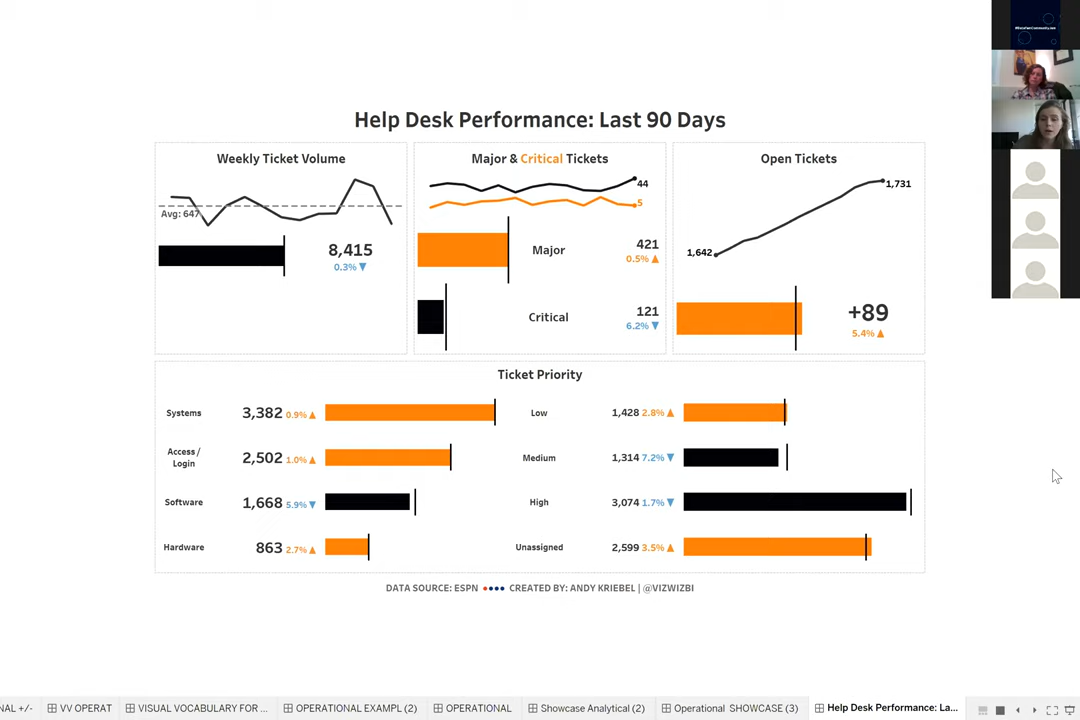 Help Desk Performance: Last 90 Days
Weekly Ticket Volume
Avg: 647
8,415
0.3% ▼
Major & Critical Tickets
44
5
Major
421
0.5% ▲
Critical
121
6.2% ▼
Open Tickets
1,731
1,642
+89
5.4% ▲
Ticket Priority
Systems 3,382 0.9% ▲
Access / Login 2,502 1.0% ▲
Software 1,668 5.9% ▼
Hardware 863 2.7% ▲
Low 1,428 2.8% ▲
Medium 1,314 7.2% ▼
High 3,074 1.7% ▼
Unassigned 2,599 3.5% ▲
DATA SOURCE: ESPN CREATED BY: ANDY KRIEBEL | @VIZWIZBI
NAL +/- VV OPERAT VISUAL VOCABULARY FOR ... OPERATIONAL EXAMPL (2) OPERATIONAL Showcase Analytical (2) Operational SHOWCASE (3) Help Desk Performance: La...